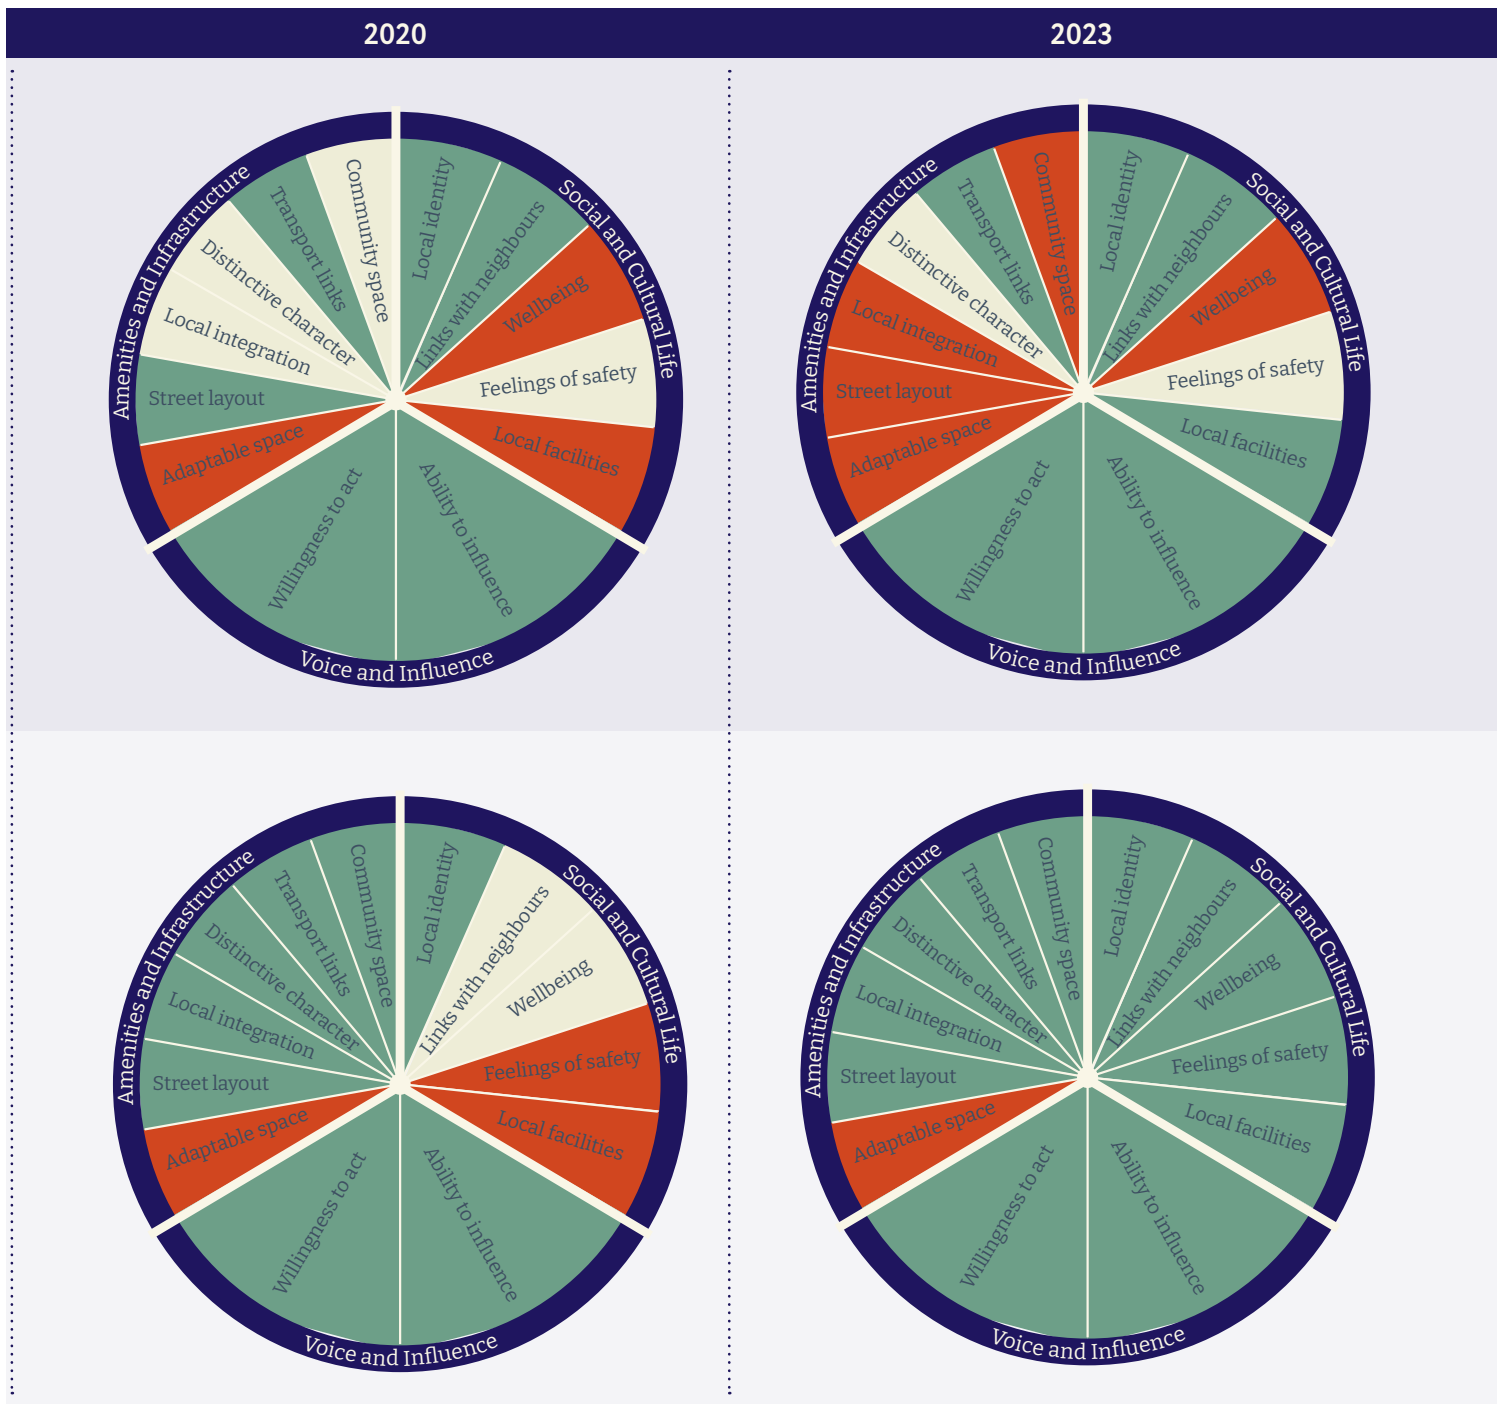 2020
2023
Amenities and Infrastructure
Social and Cultural Life
Voice and Influence
Local identity
Links with neighbours
Wellbeing
Feelings of safety
Local facilities
Ability to influence
Willingness to act
Adaptable space
Street layout
Local integration
Distinctive character
Transport links
Community space
Amenities and Infrastructure
Social and Cultural Life
Voice and Influence
Local identity
Links with neighbours
Wellbeing
Feelings of safety
Local facilities
Ability to influence
Willingness to act
Adaptable space
Street layout
Local integration
Distinctive character
Transport links
Community space
Amenities and Infrastructure
Social and Cultural Life
Voice and Influence
Local identity
Links with neighbours
Wellbeing
Feelings of safety
Local facilities
Ability to influence
Willingness to act
Adaptable space
Street layout
Local integration
Distinctive character
Transport links
Community space
Amenities and Infrastructure
Social and Cultural Life
Voice and Influence
Local identity
Links with neighbours
Wellbeing
Feelings of safety
Local facilities
Ability to influence
Willingness to act
Adaptable space
Street layout
Local integration
Distinctive character
Transport links
Community space